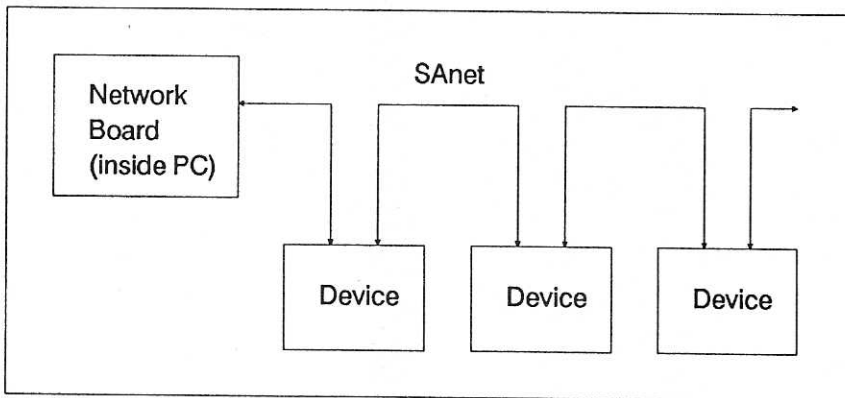 SAnet
Network
Board
(inside PC)
Device
Device
Device